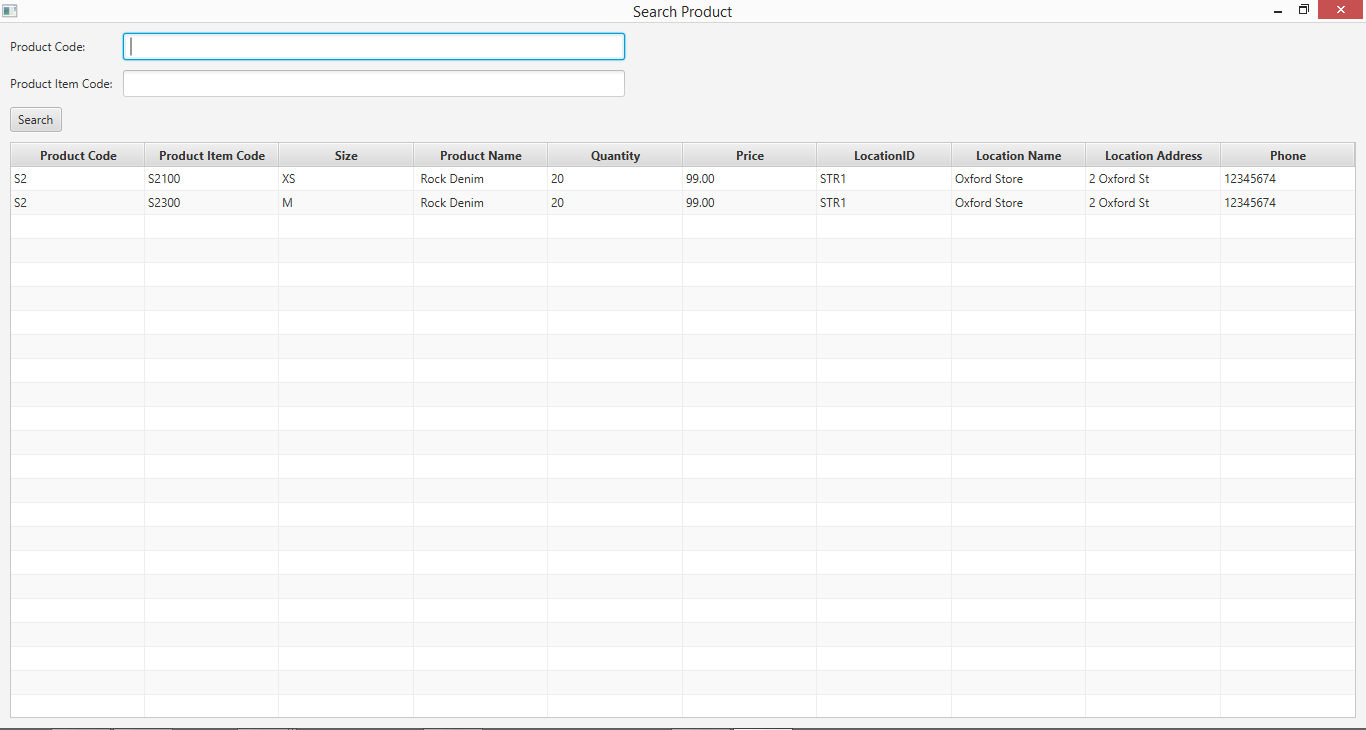 Search Product
Product Code:
Product Item Code:
Search
Product Code Product Item Code Size Product Name Quantity Price LocationID Location Name Location Address Phone
S2 S2100 XS Rock Denim 20 99.00 STR1 Oxford Store 2 Oxford St 12345674
S2 S2300 M Rock Denim 20 99.00 STR1 Oxford Store 2 Oxford St 12345674